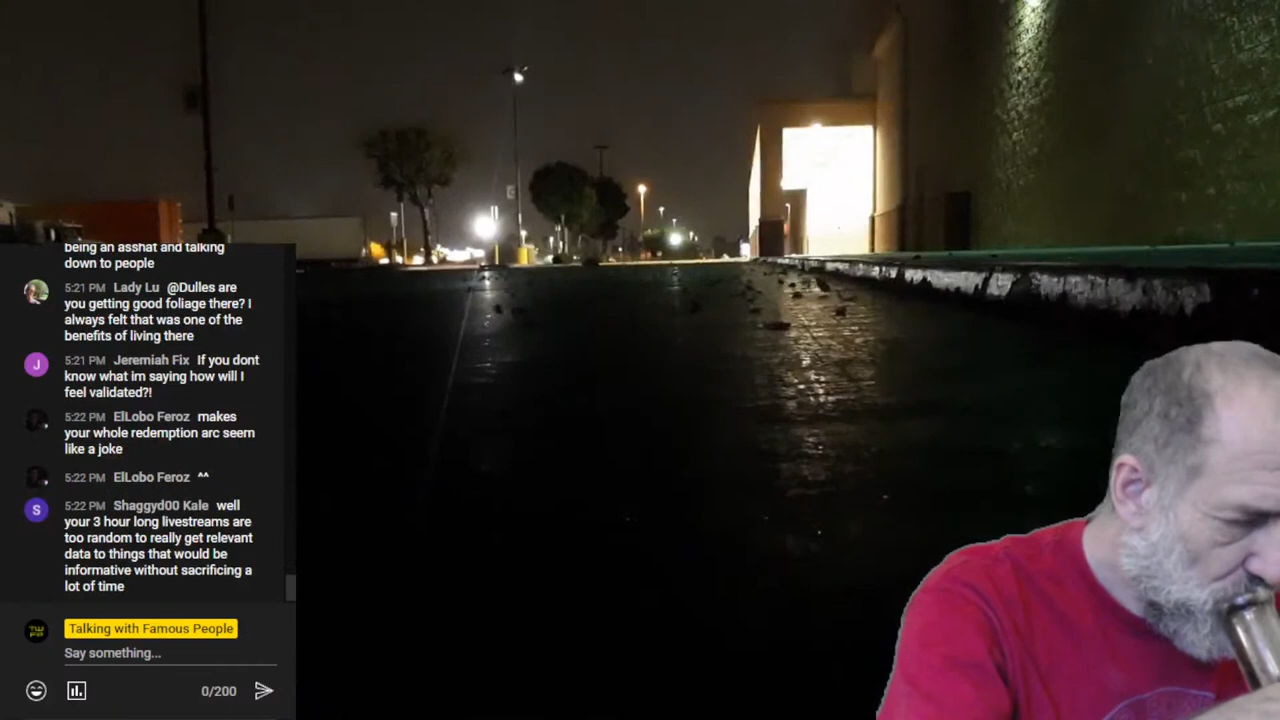 being an asshat and talking
down to people
5:21 PM Lady Lu @Dulles are
you getting good foliage there? I
always felt that was one of the
benefits of living there
J 5:21 PM Jeremiah Fix If you dont
know what im saying how will I
feel validated?!
5:22 PM ElLobo Feroz makes
your whole redemption arc seem
like a joke
5:22 PM ElLobo Feroz ^^
S 5:22 PM Shaggyd00 Kale well
your 3 hour long livestreams are
too random to really get relevant
data to things that would be
informative without sacrificing a
lot of time
TWFP Talking with Famous People
Say something...
0/200